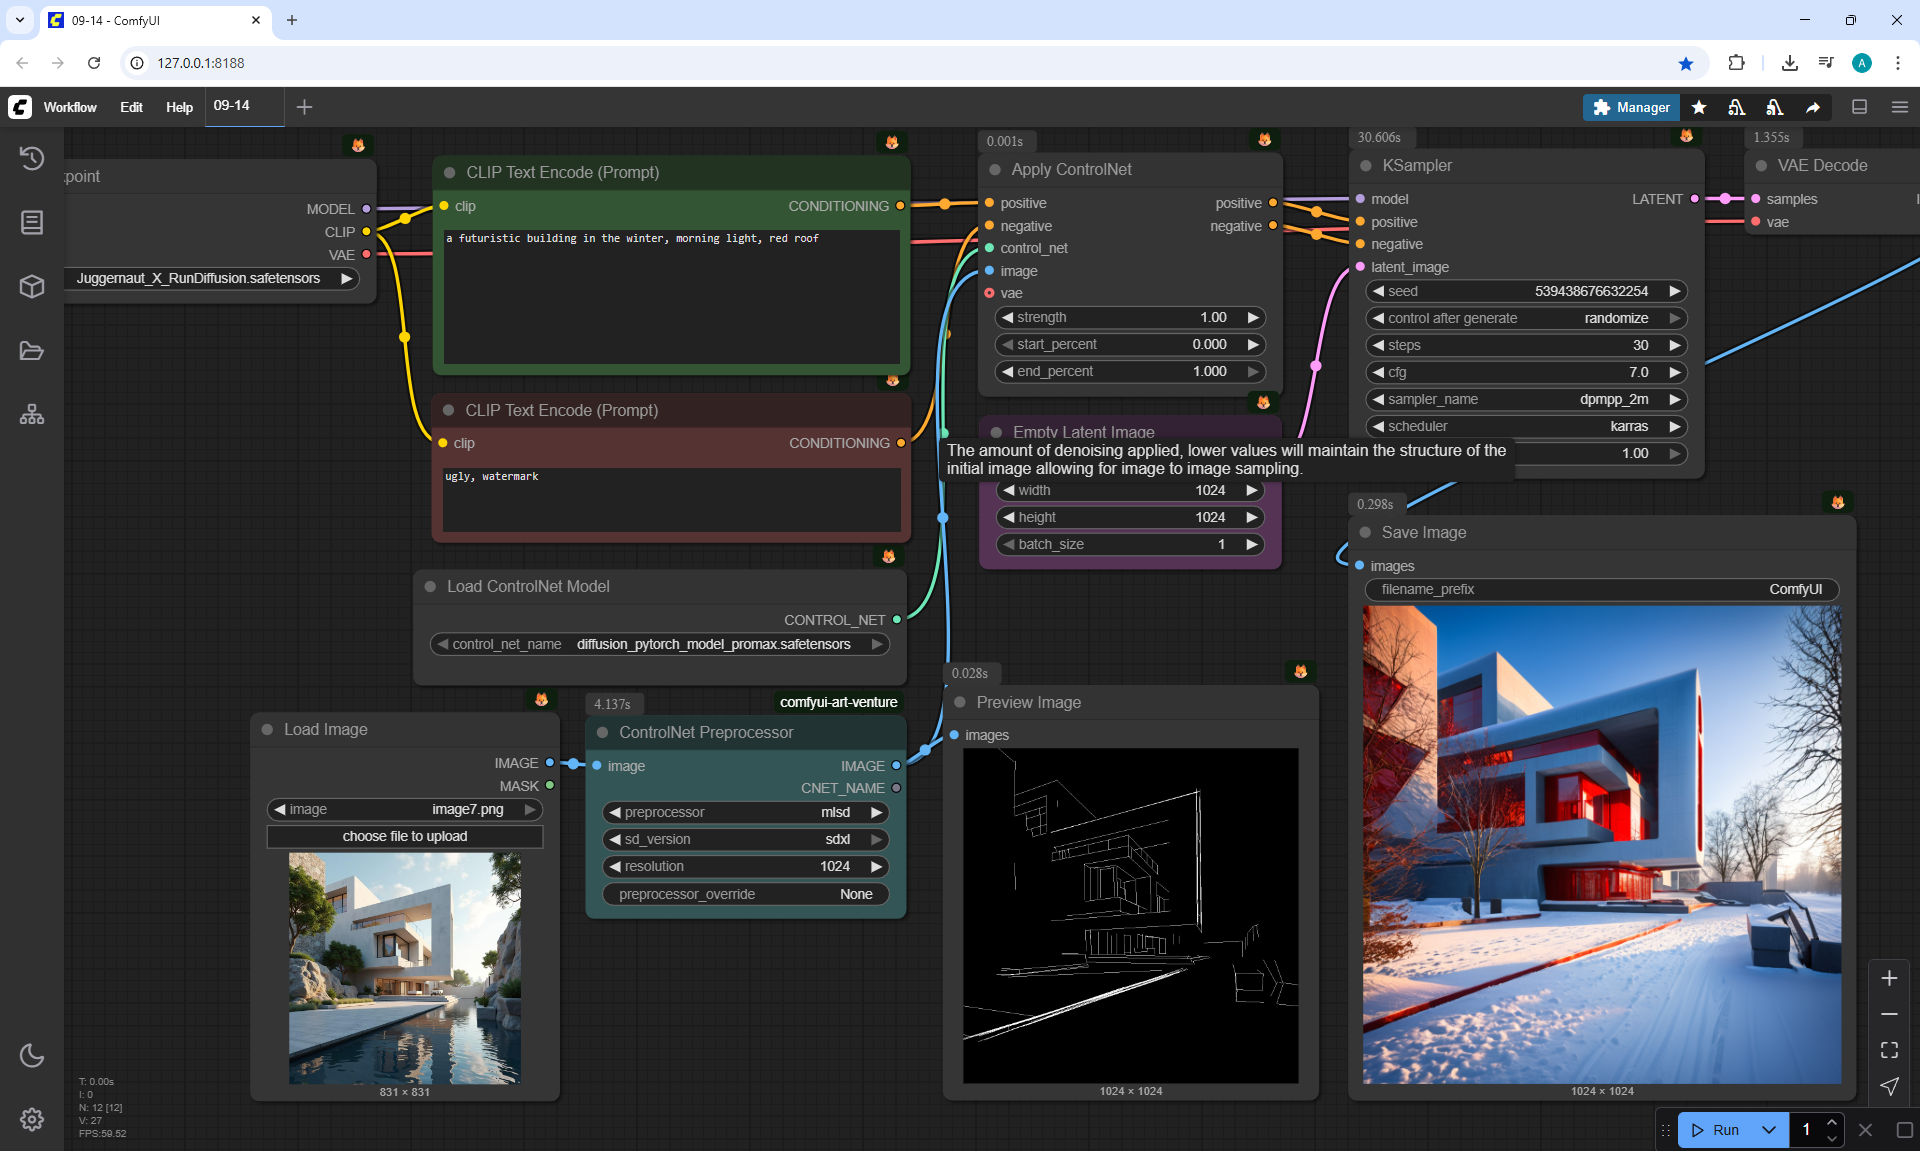 09-14 - ComfyUI
127.0.0.1:8188
A
Workflow
Edit
Help
09-14
Manager
point
MODEL
CLIP
VAE
Juggernaut_X_RunDiffusion.safetensors
CLIP Text Encode (Prompt)
clip
CONDITIONING
a futuristic building in the winter, morning light, red roof
CLIP Text Encode (Prompt)
clip
CONDITIONING
ugly, watermark
Load ControlNet Model
CONTROL_NET
control_net_name diffusion_pytorch_model_promax.safetensors
Load Image
IMAGE
MASK
image image7.png
choose file to upload
831 × 831
4.137s
comfyui-art-venture
ControlNet Preprocessor
image
IMAGE
CNET_NAME
preprocessor mlsd
sd_version sdxl
resolution 1024
preprocessor_override None
0.001s
Apply ControlNet
positive positive
negative negative
control_net
image
vae
strength 1.00
start_percent 0.000
end_percent 1.000
Empty Latent Image
The amount of denoising applied, lower values will maintain the structure of the
initial image allowing for image to image sampling.
width 1024
height 1024
batch_size 1
0.028s
Preview Image
images
1024 × 1024
30.606s
KSampler
model LATENT
positive
negative
latent_image
seed 539438676632254
control after generate randomize
steps 30
cfg 7.0
sampler_name dpmpp_2m
scheduler karras
1.00
1.355s
VAE Decode
samples
vae
0.298s
Save Image
images
filename_prefix ComfyUI
1024 × 1024
T: 0.00s
I: 0
N: 12 [12]
V: 27
FPS:59.52
Run
1